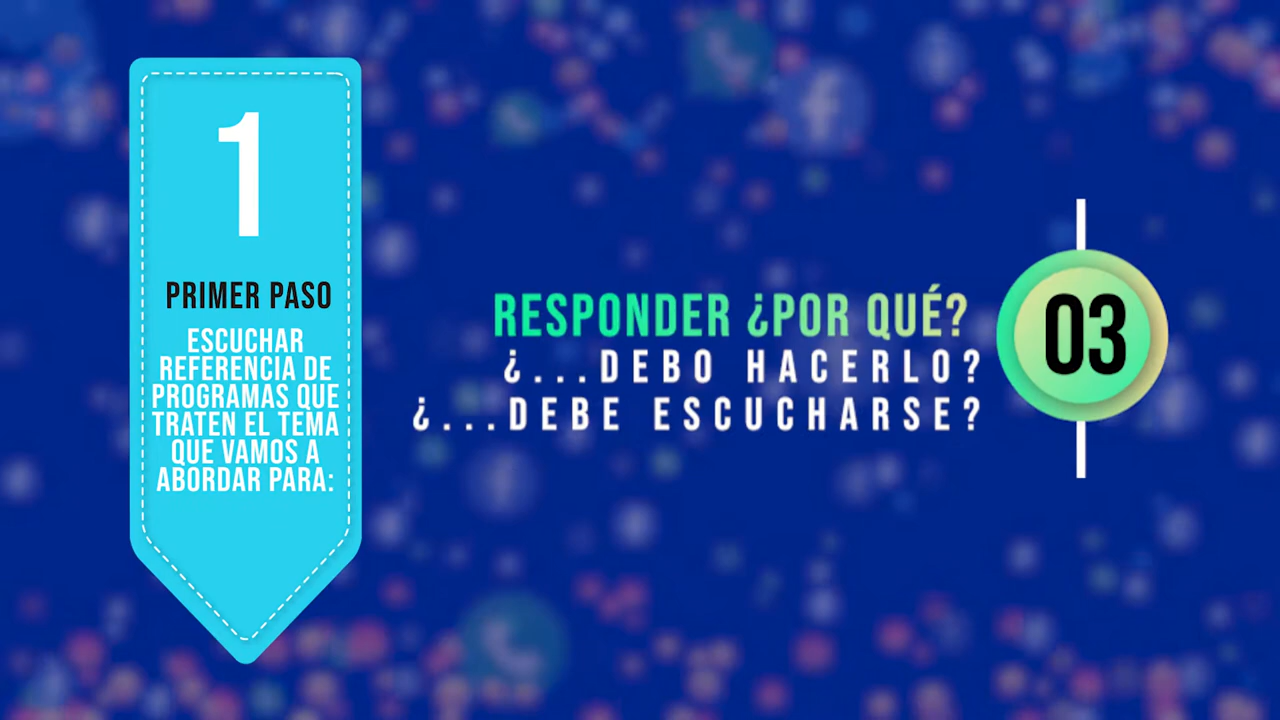 1
PRIMER PASO
ESCUCHAR
REFERENCIA DE
PROGRAMAS QUE
TRATEN EL TEMA
QUE VAMOS A
ABORDAR PARA:
RESPONDER ¿POR QUÉ?
¿...DEBO HACERLO?
¿...DEBE ESCUCHARSE?
03